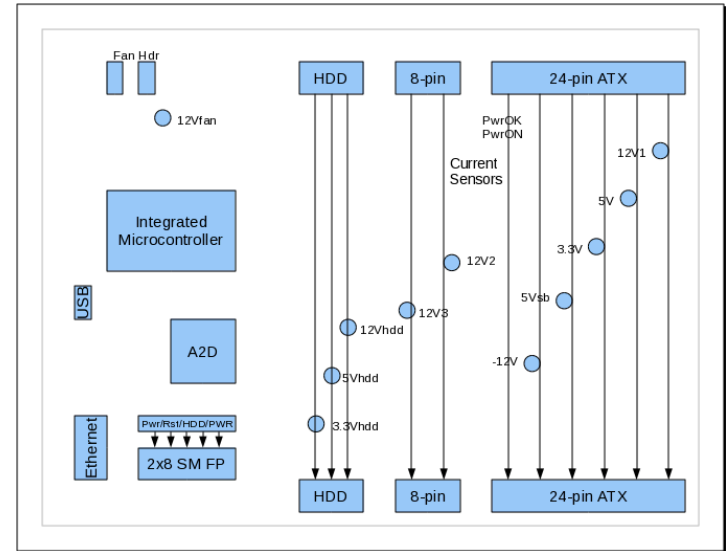 Fan Hdr
HDD
8-pin
24-pin ATX
12Vfan
PwrOK
PwrON
12V1
Current
Sensors
5V
Integrated
Microcontroller
3.3V
12V2
USB
5Vsb
12V3
12Vhdd
A2D
-12V
5Vhdd
Ethernet
Pwr/Rst/HDD/PWR
3.3Vhdd
2x8 SM FP
HDD
8-pin
24-pin ATX